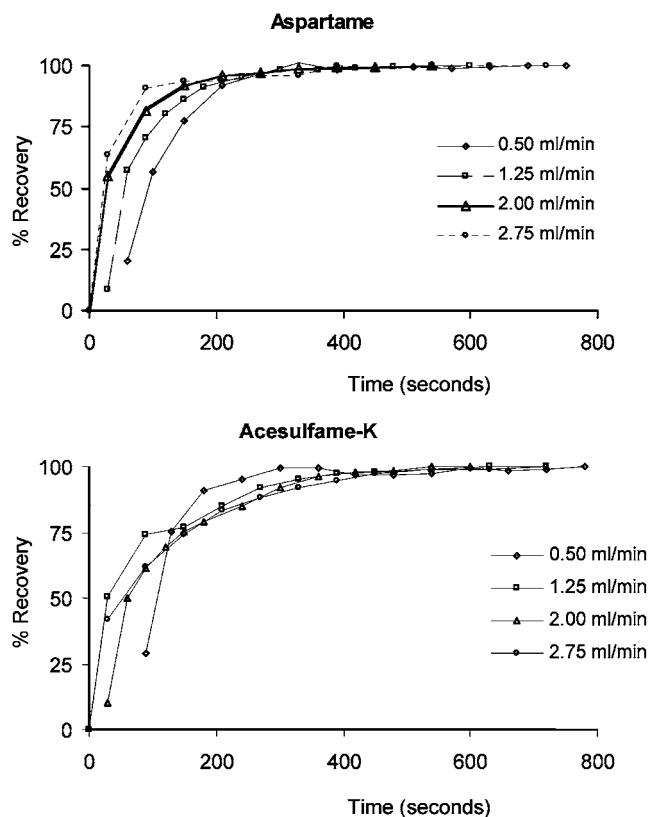 Aspartame
100
75
50
25
0
% Recovery
0 200 400 600 800
Time (seconds)
0.50 ml/min
1.25 ml/min
2.00 ml/min
2.75 ml/min
Acesulfame-K
100
75
50
25
0
% Recovery
0 200 400 600 800
Time (seconds)
0.50 ml/min
1.25 ml/min
2.00 ml/min
2.75 ml/min